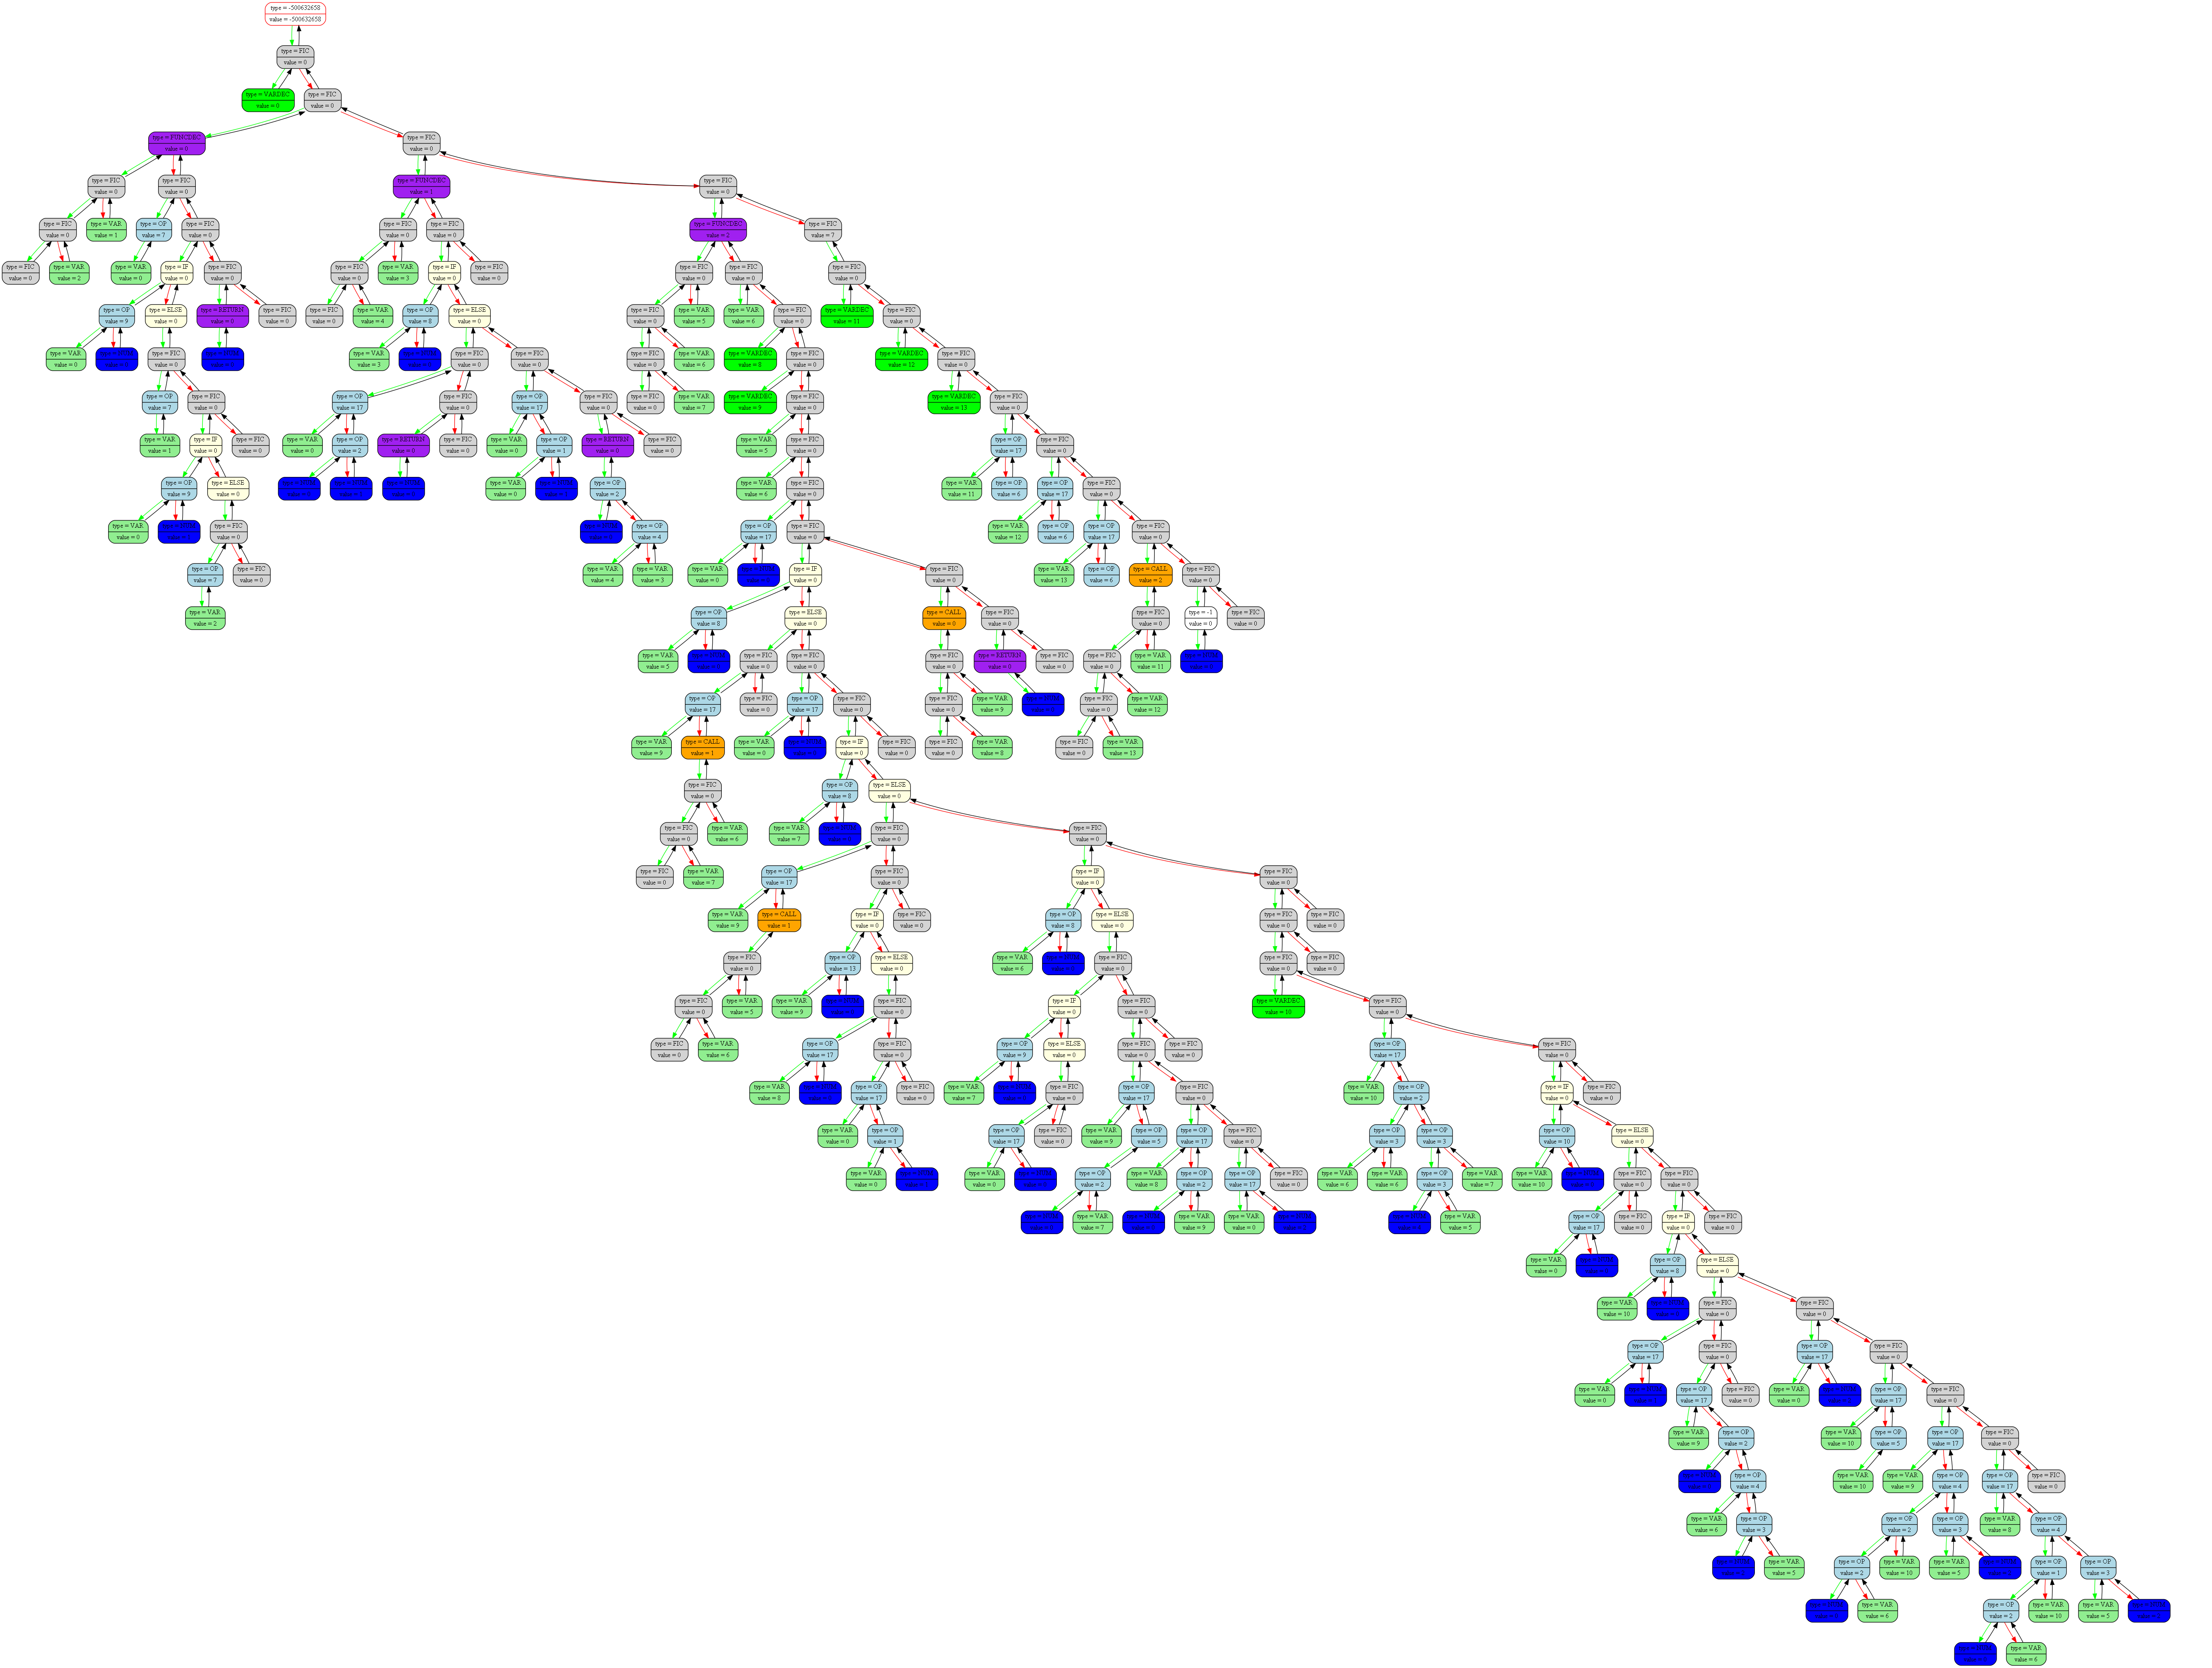 type = -500632658
value = -500632658
type = FIC
value = 0
type = VARDEC type = FIC
value = 0 value = 0
type = FUNCDEC type = FIC
value = 0 value = 0
type = FIC type = FIC type = FUNCDEC type = FIC
value = 0 value = 0 value = 1 value = 0
type = FIC type = VAR type = OP type = FIC type = FIC type = FIC type = FUNCDEC type = FIC
value = 0 value = 1 value = 7 value = 0 value = 0 value = 0 value = 2 value = 7
type = FIC type = VAR type = VAR type = IF type = FIC type = FIC type = VAR type = IF type = FIC type = FIC type = FIC type = FIC
value = 0 value = 2 value = 0 value = 0 value = 0 value = 0 value = 3 value = 0 value = 0 value = 0 value = 0 value = 0
type = OP type = ELSE type = RETURN type = FIC type = FIC type = VAR type = OP type = ELSE type = FIC type = VAR type = VAR type = FIC type = VARDEC type = FIC
value = 9 value = 0 value = 0 value = 0 value = 0 value = 4 value = 8 value = 0 value = 0 value = 5 value = 6 value = 0 value = 11 value = 0
type = VAR type = FIC type = VAR type = FIC type = FIC type = FIC type = VAR type = VARDEC type = FIC type = VARDEC type = FIC
value = 0 value = 0 value = 3 value = 0 value = 0 value = 0 value = 6 value = 8 value = 0 value = 12 value = 0
type = OP type = FIC type = OP type = FIC type = OP type = FIC type = FIC type = VAR type = VARDEC type = FIC type = VARDEC type = FIC
value = 7 value = 0 value = 17 value = 0 value = 17 value = 0 value = 0 value = 7 value = 9 value = 0 value = 13 value = 0
type = VAR type = IF type = FIC type = VAR type = OP type = RETURN type = FIC type = VAR type = OP type = RETURN type = FIC type = VAR type = FIC type = OP type = FIC
value = 1 value = 0 value = 0 value = 0 value = 2 value = 0 value = 0 value = 0 value = 1 value = 0 value = 0 value = 5 value = 0 value = 17 value = 0
type = OP type = ELSE type = VAR type = OP type = VAR type = FIC type = VAR type = OP type = OP type = FIC
value = 9 value = 0 value = 0 value = 2 value = 6 value = 0 value = 11 value = 6 value = 17 value = 0
type = VAR type = FIC type = OP type = OP type = FIC type = VAR type = OP type = OP type = FIC
value = 0 value = 0 value = 4 value = 17 value = 0 value = 12 value = 6 value = 17 value = 0
type = OP type = FIC type = VAR type = VAR type = VAR type = IF type = FIC type = VAR type = OP type = CALL type = FIC
value = 7 value = 0 value = 4 value = 3 value = 0 value = 0 value = 0 value = 13 value = 6 value = 2 value = 0
type = VAR type = OP type = ELSE type = CALL type = FIC type = FIC type = -1 type = FIC
value = 2 value = 8 value = 0 value = 0 value = 0 value = 0 value = 0 value = 0
type = VAR type = FIC type = FIC type = FIC type = RETURN type = FIC type = FIC type = VAR
value = 5 value = 0 value = 0 value = 0 value = 0 value = 0 value = 0 value = 11
type = OP type = FIC type = OP type = FIC type = FIC type = VAR type = FIC type = VAR
value = 17 value = 0 value = 17 value = 0 value = 0 value = 9 value = 0 value = 12
type = VAR type = CALL type = VAR type = IF type = FIC type = FIC type = VAR type = FIC type = VAR
value = 9 value = 1 value = 0 value = 0 value = 0 value = 0 value = 8 value = 0 value = 13
type = FIC type = OP type = ELSE
value = 0 value = 8 value = 0
type = FIC type = VAR type = VAR type = FIC type = FIC
value = 0 value = 6 value = 7 value = 0 value = 0
type = FIC type = VAR type = OP type = FIC type = IF type = FIC
value = 0 value = 7 value = 17 value = 0 value = 0 value = 0
type = VAR type = CALL type = IF type = FIC type = OP type = ELSE type = FIC type = FIC
value = 9 value = 1 value = 0 value = 0 value = 8 value = 0 value = 0 value = 0
type = FIC type = OP type = ELSE type = VAR type = FIC type = FIC type = FIC
value = 0 value = 13 value = 0 value = 6 value = 0 value = 0 value = 0
type = FIC type = VAR type = VAR type = FIC type = IF type = FIC type = VARDEC type = FIC
value = 0 value = 5 value = 9 value = 0 value = 0 value = 0 value = 10 value = 0
type = FIC type = VAR type = OP type = FIC type = OP type = ELSE type = FIC type = FIC type = OP type = FIC
value = 0 value = 6 value = 17 value = 0 value = 9 value = 0 value = 0 value = 0 value = 17 value = 0
type = VAR type = OP type = FIC type = VAR type = FIC type = OP type = FIC type = VAR type = OP type = IF type = FIC
value = 8 value = 17 value = 0 value = 7 value = 0 value = 17 value = 0 value = 10 value = 2 value = 0 value = 0
type = VAR type = OP type = OP type = FIC type = VAR type = OP type = OP type = FIC type = OP type = OP type = OP type = ELSE
value = 0 value = 1 value = 17 value = 0 value = 9 value = 5 value = 17 value = 0 value = 3 value = 3 value = 10 value = 0
type = VAR type = VAR type = OP type = VAR type = OP type = OP type = FIC type = VAR type = VAR type = OP type = VAR type = VAR type = FIC type = FIC
value = 0 value = 0 value = 2 value = 8 value = 2 value = 17 value = 0 value = 6 value = 6 value = 3 value = 7 value = 10 value = 0 value = 0
type = VAR type = VAR type = VAR type = VAR type = OP type = FIC type = IF type = FIC
value = 7 value = 9 value = 0 value = 5 value = 17 value = 0 value = 0 value = 0
type = VAR type = OP type = ELSE
value = 0 value = 8 value = 0
type = VAR type = FIC type = FIC
value = 10 value = 0 value = 0
type = OP type = FIC type = OP type = FIC
value = 17 value = 0 value = 17 value = 0
type = VAR type = OP type = FIC type = VAR type = OP type = FIC
value = 0 value = 17 value = 0 value = 0 value = 17 value = 0
type = VAR type = OP type = VAR type = OP type = OP type = FIC
value = 9 value = 2 value = 10 value = 5 value = 17 value = 0
type = OP type = VAR type = VAR type = OP type = OP type = FIC
value = 4 value = 10 value = 9 value = 4 value = 17 value = 0
type = VAR type = OP type = OP type = OP type = VAR type = OP
value = 6 value = 3 value = 2 value = 3 value = 8 value = 4
type = VAR type = OP type = VAR type = VAR type = OP type = OP
value = 5 value = 2 value = 10 value = 5 value = 1 value = 3
type = VAR type = OP type = VAR type = VAR
value = 6 value = 2 value = 10 value = 5
type = VAR
value = 6